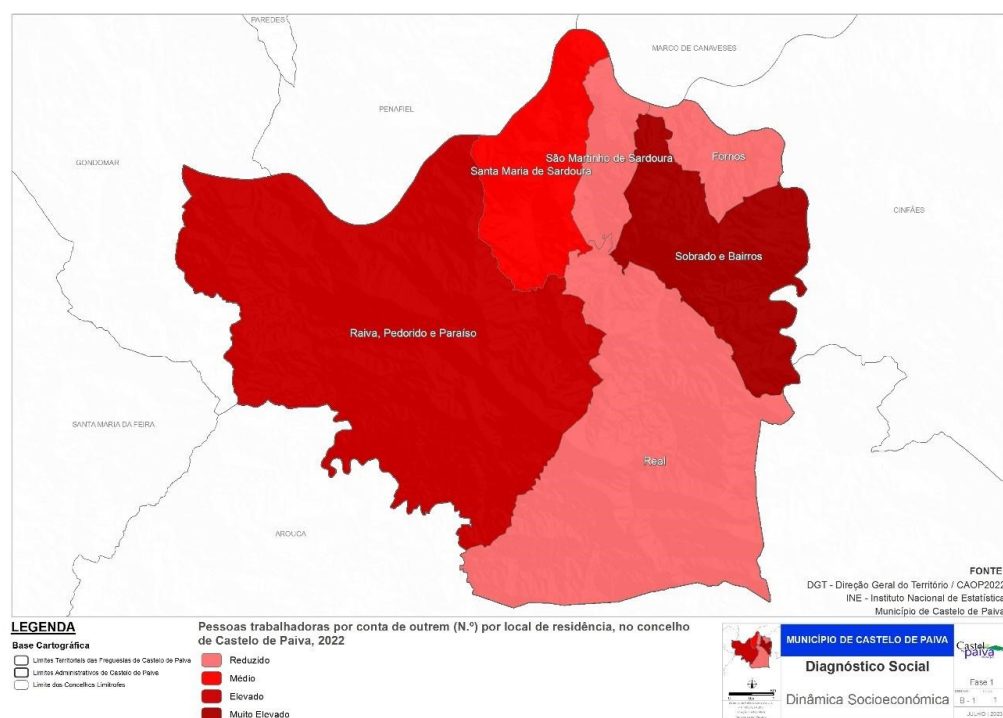 PAREDES
MARCO DE CANAVESES
PENAFIEL
GONDOMAR
São Martinho de Sardoura
Fornos
Santa Maria de Sardoura
CINFÃES
Sobrado e Bairros
Raiva, Pedorido e Paraíso
SANTA MARIA DA FEIRA
Real
AROUCA
FONTE
DGT - Direção Geral do Território / CAOP2022
INE - Instituto Nacional de Estatística
Município de Castelo de Paiva
LEGENDA
Base Cartográfica
Limites Territoriais das Freguesias de Castelo de Paiva
Limites Administrativos de Castelo de Paiva
Limite dos Concelhos Limítrofes
Pessoas trabalhadoras por conta de outrem (N.º) por local de residência, no concelho
de Castelo de Paiva, 2022
Reduzido
Médio
Elevado
Muito Elevado
MUNICÍPIO DE CASTELO DE PAIVA
Diagnóstico Social
Dinâmica Socioeconómica
Castelo
paiva
Fase 1
B - 1
1